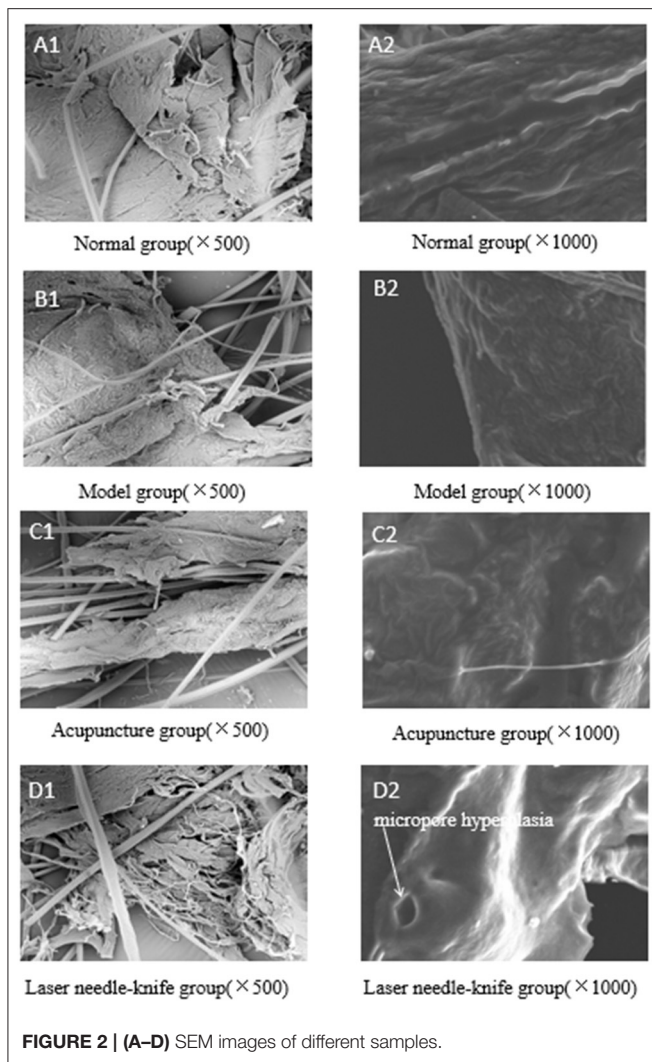 A1
A2
Normal group(×500)
Normal group(×1000)
B1
B2
Model group(×500)
Model group(×1000)
C1
C2
Acupuncture group(×500)
Acupuncture group(×1000)
D1
D2
micropore hyperplasia
Laser needle-knife group(×500)
Laser needle-knife group(×1000)
FIGURE 2 | (A–D) SEM images of different samples.